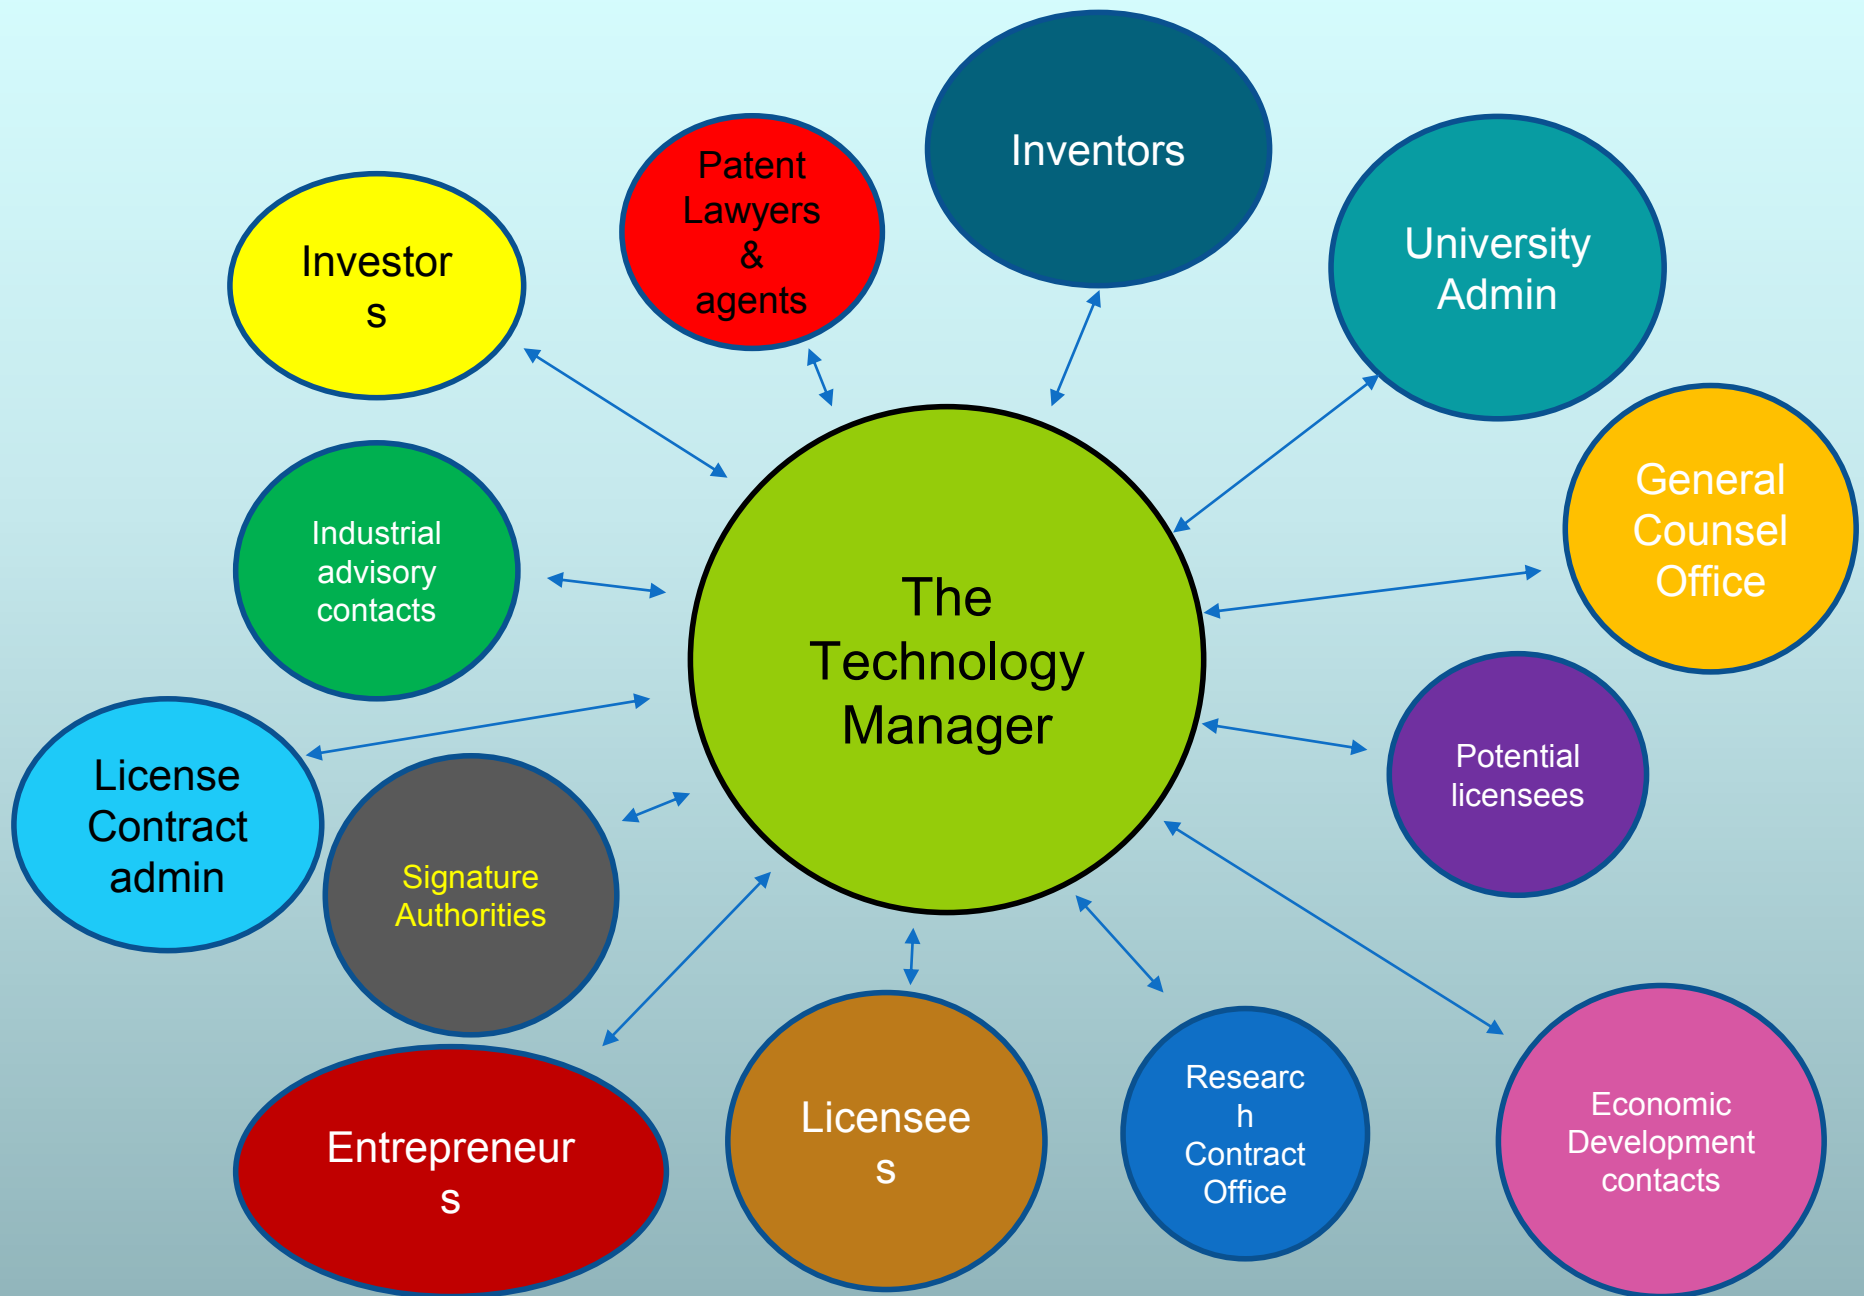 Inventors
Patent
Lawyers
&
agents
University
Admin
Investor
s
General
Counsel
Office
Industrial
advisory
contacts
The
Technology
Manager
Potential
licensees
License
Contract
admin
Signature
Authorities
Entrepreneur
s
Licensee
s
Researc
h
Contract
Office
Economic
Development
contacts